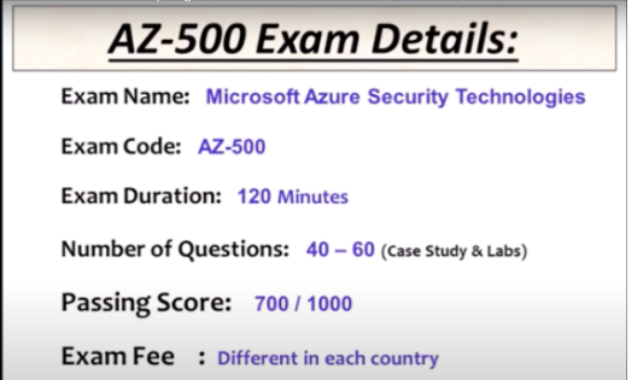 AZ-500 Exam Details:
Exam Name: Microsoft Azure Security Technologies
Exam Code: AZ-500
Exam Duration: 120 Minutes
Number of Questions: 40 – 60 (Case Study & Labs)
Passing Score: 700 / 1000
Exam Fee : Different in each country